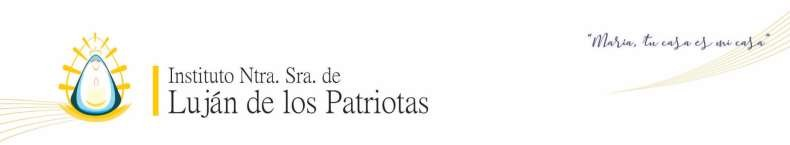 "María, tu casa es mi casa"
Instituto Ntra. Sra. de
Luján de los Patriotas